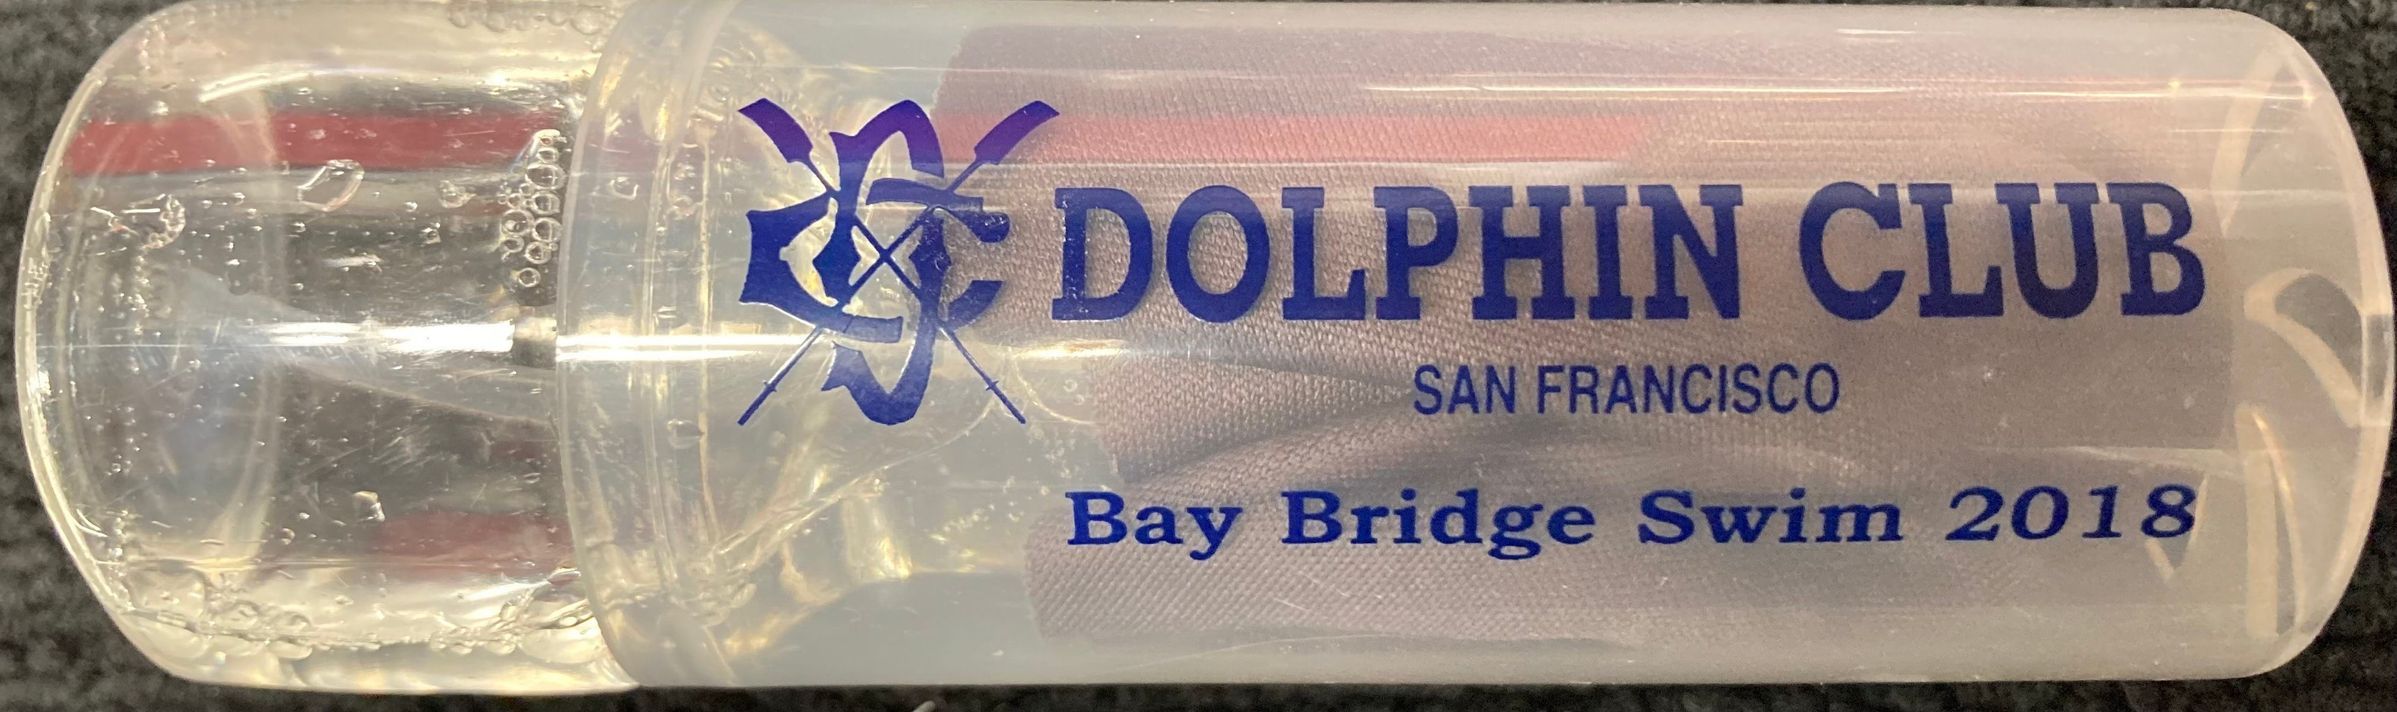 DOLPHIN CLUB
SAN FRANCISCO
Bay Bridge Swim 2018